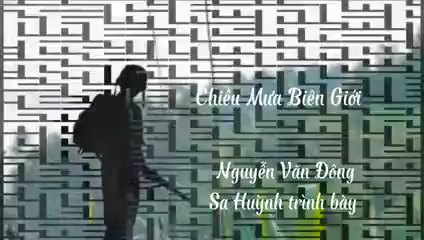 Chiều Mưa Biên Giới
Nguyễn Văn Đông
Sa Huỳnh trình bày